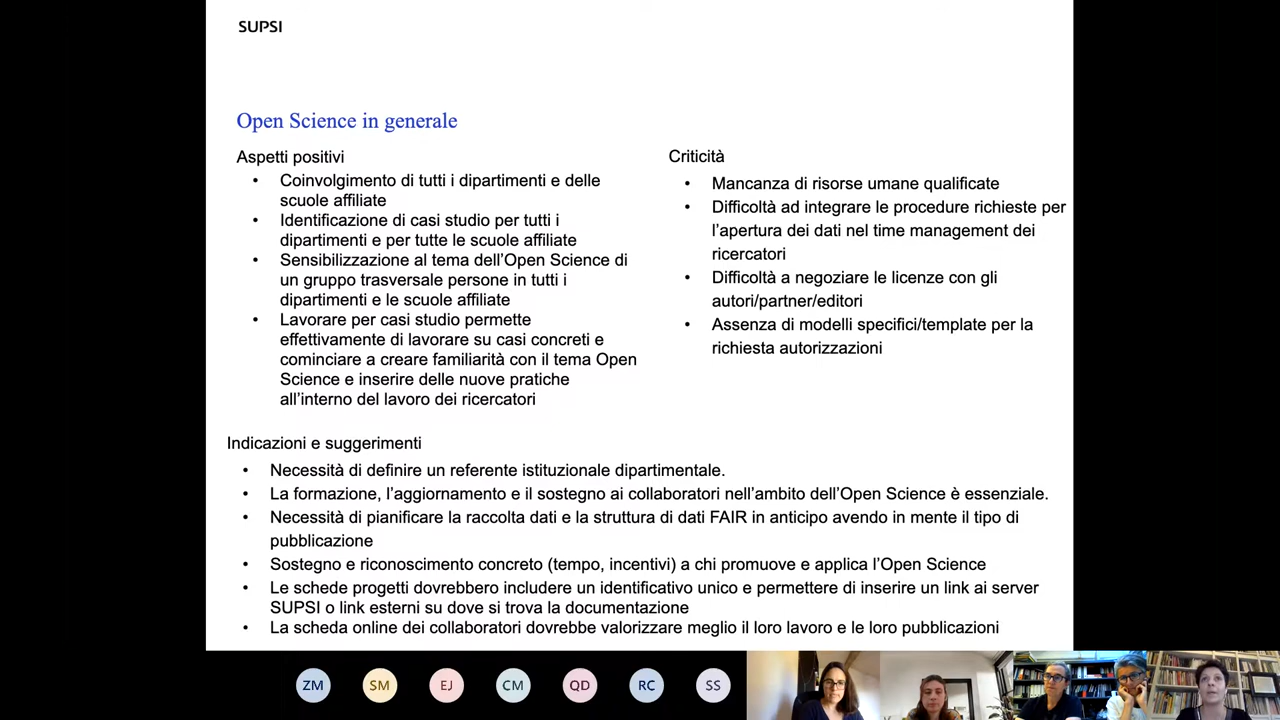 SUPSI
Open Science in generale
Aspetti positivi
• Coinvolgimento di tutti i dipartimenti e delle
scuole affiliate
• Identificazione di casi studio per tutti i
dipartimenti e per tutte le scuole affiliate
• Sensibilizzazione al tema dell'Open Science di
un gruppo trasversale persone in tutti i
dipartimenti e le scuole affiliate
• Lavorare per casi studio permette
effettivamente di lavorare su casi concreti e
cominciare a creare familiarità con il tema Open
Science e inserire delle nuove pratiche
all'interno del lavoro dei ricercatori
Criticità
• Mancanza di risorse umane qualificate
• Difficoltà ad integrare le procedure richieste per
l'apertura dei dati nel time management dei
ricercatori
• Difficoltà a negoziare le licenze con gli
autori/partner/editori
• Assenza di modelli specifici/template per la
richiesta autorizzazioni
Indicazioni e suggerimenti
• Necessità di definire un referente istituzionale dipartimentale.
• La formazione, l'aggiornamento e il sostegno ai collaboratori nell'ambito dell'Open Science è essenziale.
• Necessità di pianificare la raccolta dati e la struttura di dati FAIR in anticipo avendo in mente il tipo di
pubblicazione
• Sostegno e riconoscimento concreto (tempo, incentivi) a chi promuove e applica l'Open Science
• Le schede progetti dovrebbero includere un identificativo unico e permettere di inserire un link ai server
SUPSI o link esterni su dove si trova la documentazione
• La scheda online dei collaboratori dovrebbe valorizzare meglio il loro lavoro e le loro pubblicazioni
ZM SM EJ CM QD RC SS